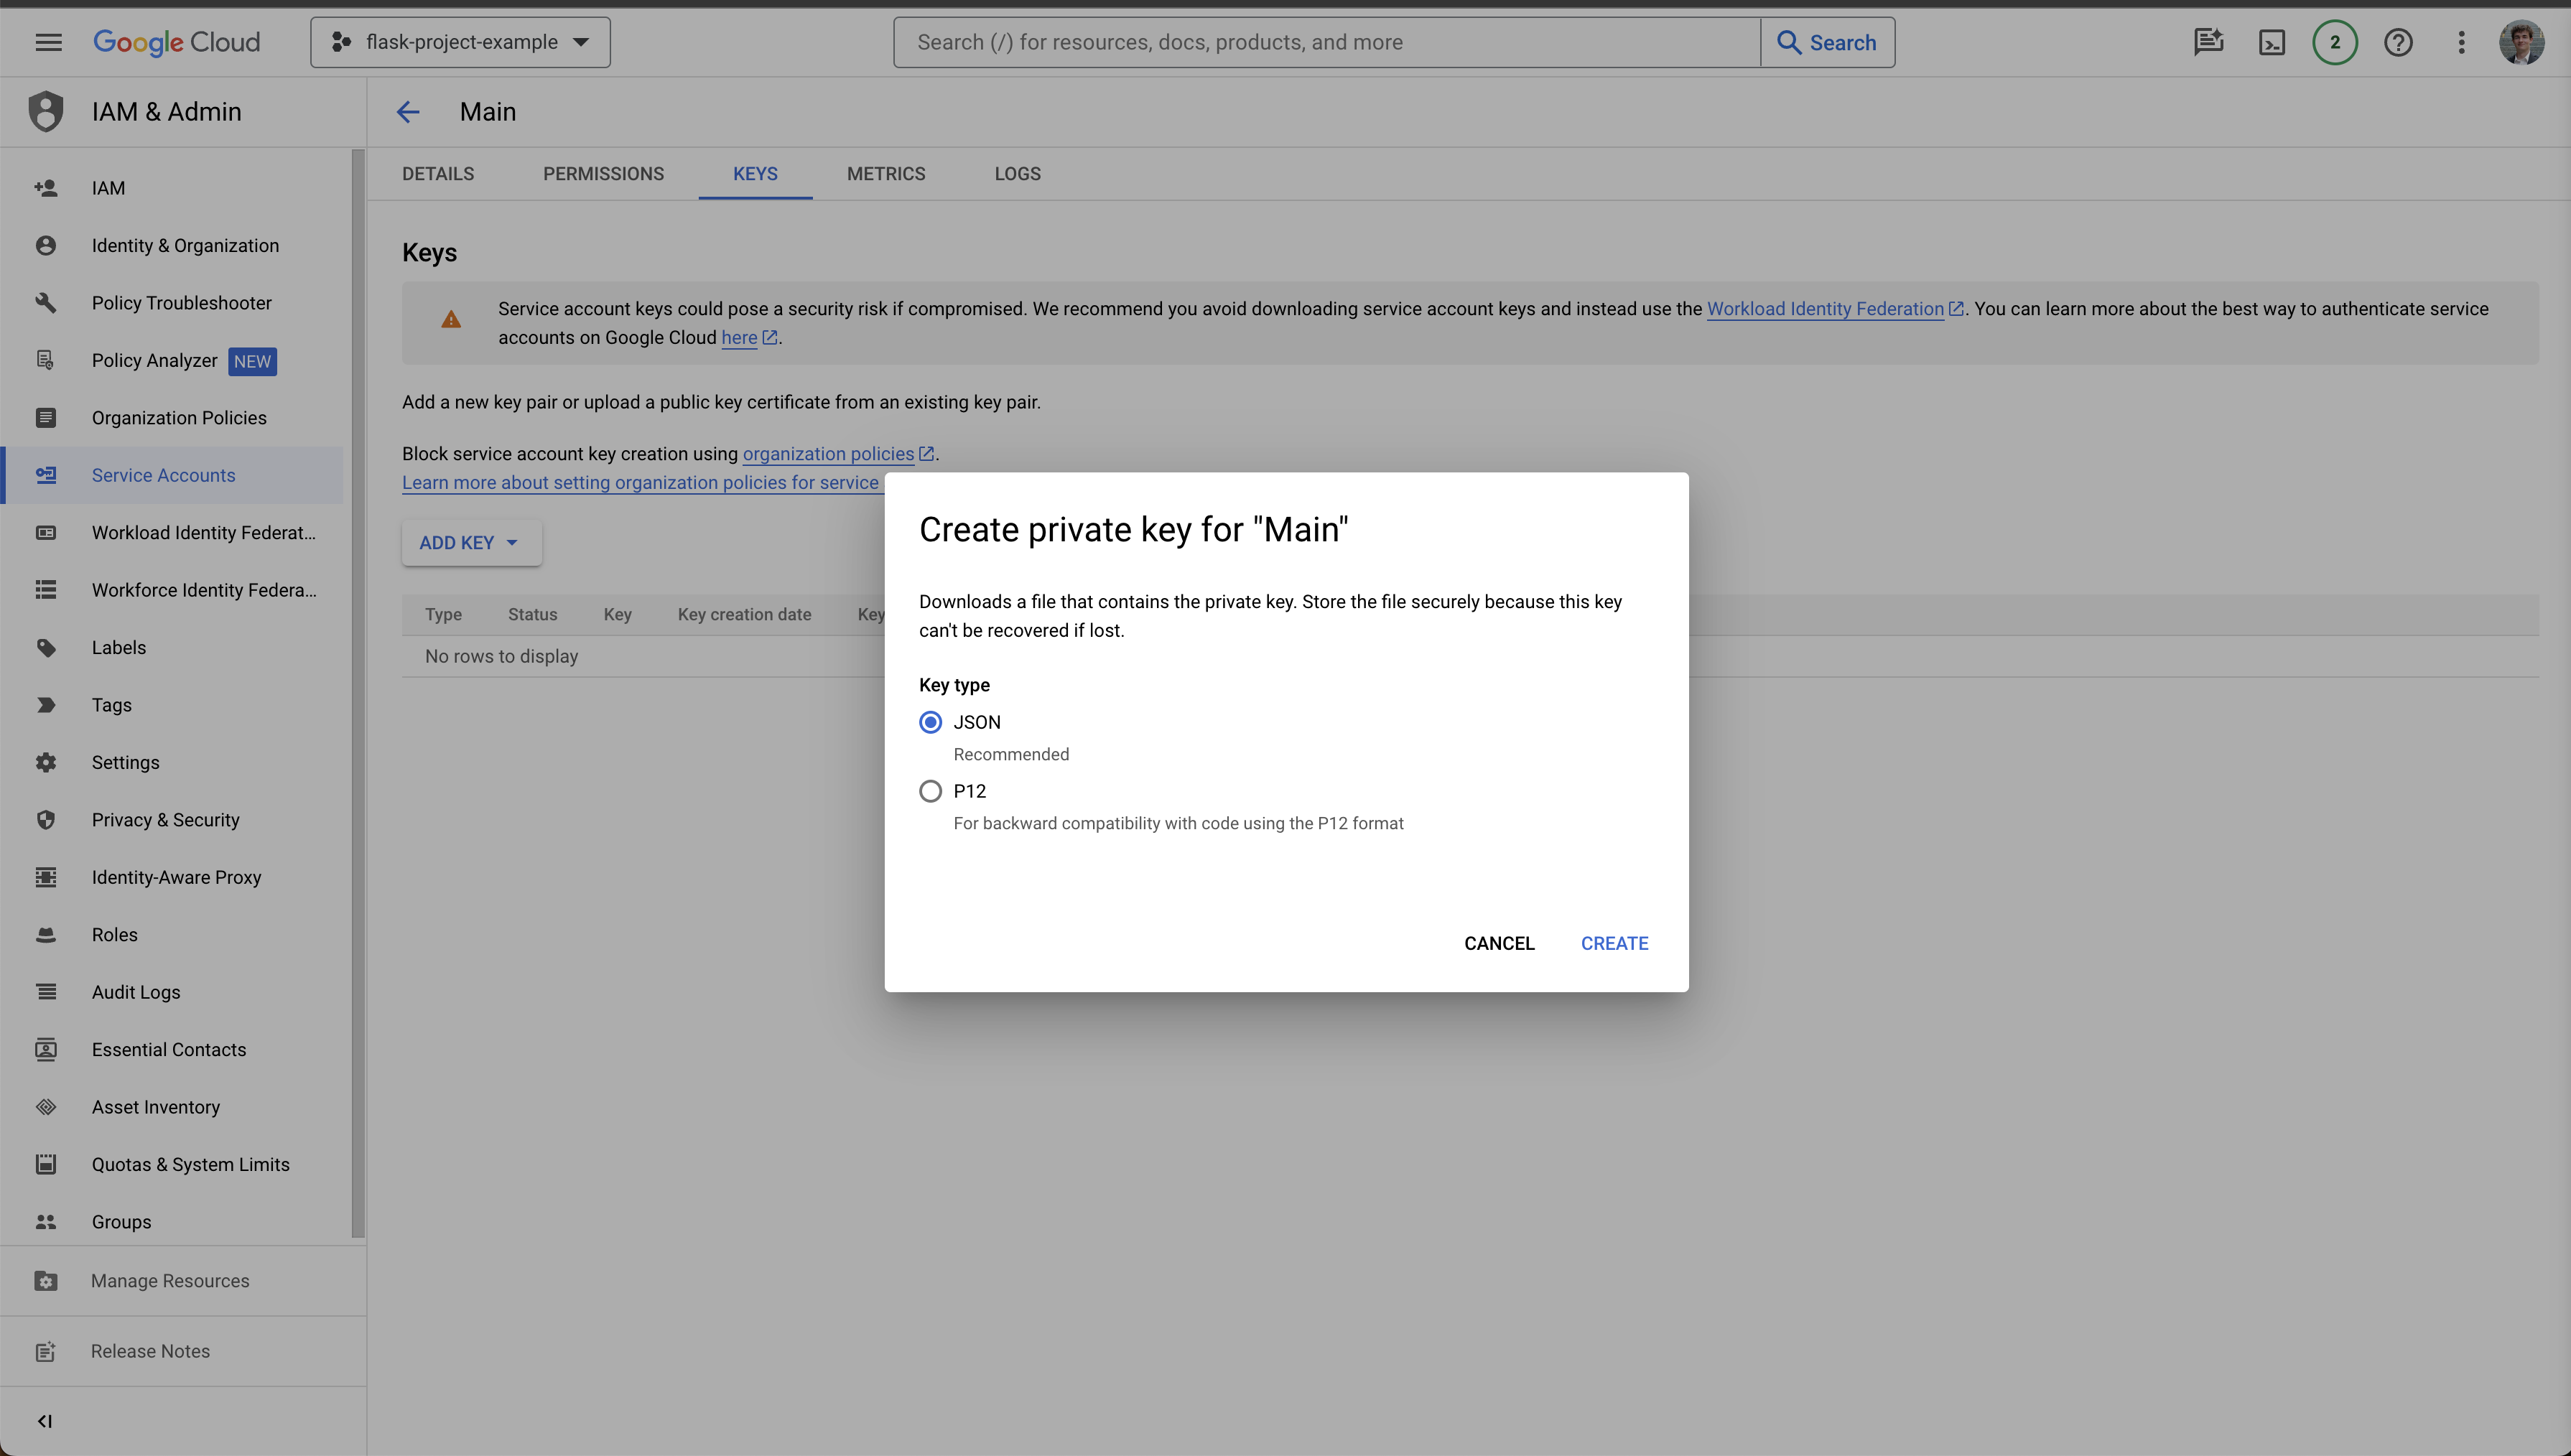 Google Cloud
flask-project-example
Search (/) for resources, docs, products, and more
Search
2
IAM & Admin
Main
IAM
Identity & Organization
Policy Troubleshooter
Policy Analyzer NEW
Organization Policies
Service Accounts
Workload Identity Federat...
Workforce Identity Federa...
Labels
Tags
Settings
Privacy & Security
Identity-Aware Proxy
Roles
Audit Logs
Essential Contacts
Asset Inventory
Quotas & System Limits
Groups
Manage Resources
Release Notes
DETAILS PERMISSIONS KEYS METRICS LOGS
Keys
Service account keys could pose a security risk if compromised. We recommend you avoid downloading service account keys and instead use the Workload Identity Federation. You can learn more about the best way to authenticate service
accounts on Google Cloud here.
Add a new key pair or upload a public key certificate from an existing key pair.
Block service account key creation using organization policies.
Learn more about setting organization policies for service
ADD KEY
Type Status Key Key creation date Key
No rows to display
Create private key for "Main"
Downloads a file that contains the private key. Store the file securely because this key
can't be recovered if lost.
Key type
JSON
Recommended
P12
For backward compatibility with code using the P12 format
CANCEL CREATE